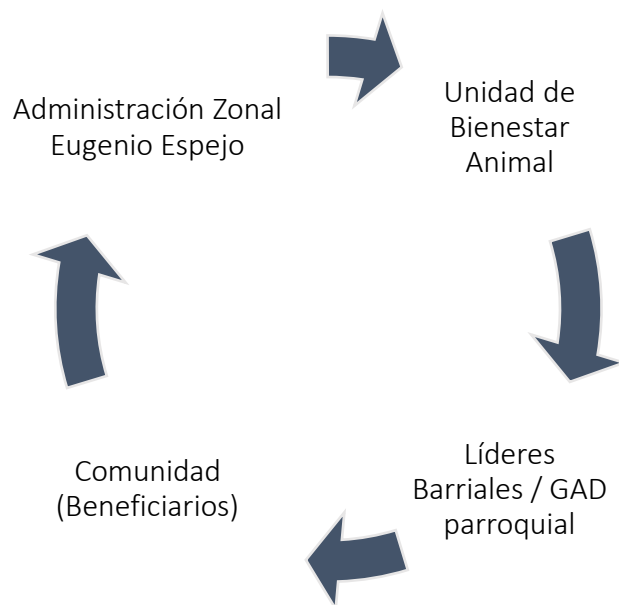 Administración Zonal
Eugenio Espejo
Unidad de
Bienestar
Animal
Líderes
Barriales / GAD
parroquial
Comunidad
(Beneficiarios)